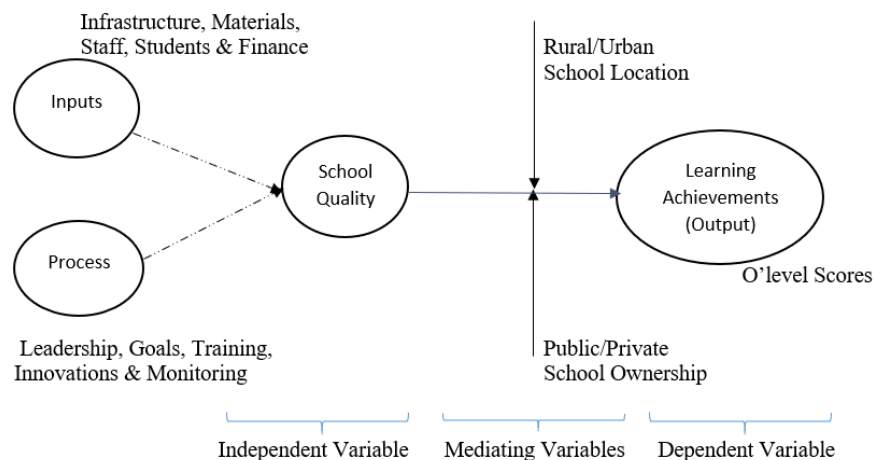 Infrastructure, Materials,
Staff, Students & Finance
Inputs
Process
Leadership, Goals, Training,
Innovations & Monitoring
School
Quality
Rural/Urban
School Location
Public/Private
School Ownership
Learning
Achievements
(Output)
O’level Scores
Independent Variable
Mediating Variables
Dependent Variable